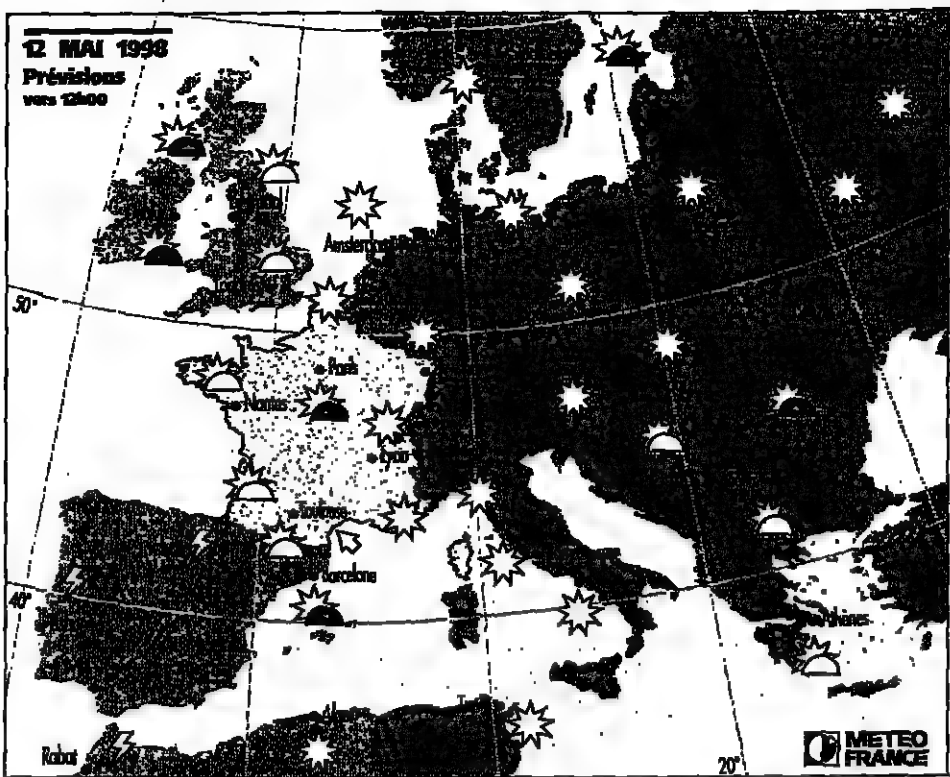 12 MAI 1998
Prévisions
vers 12h00
Amsterdam
50°
Paris
Nantes
Lyon
Toulouse
Barcelone
40°
Athènes
Rabat
20°
METEO
FRANCE